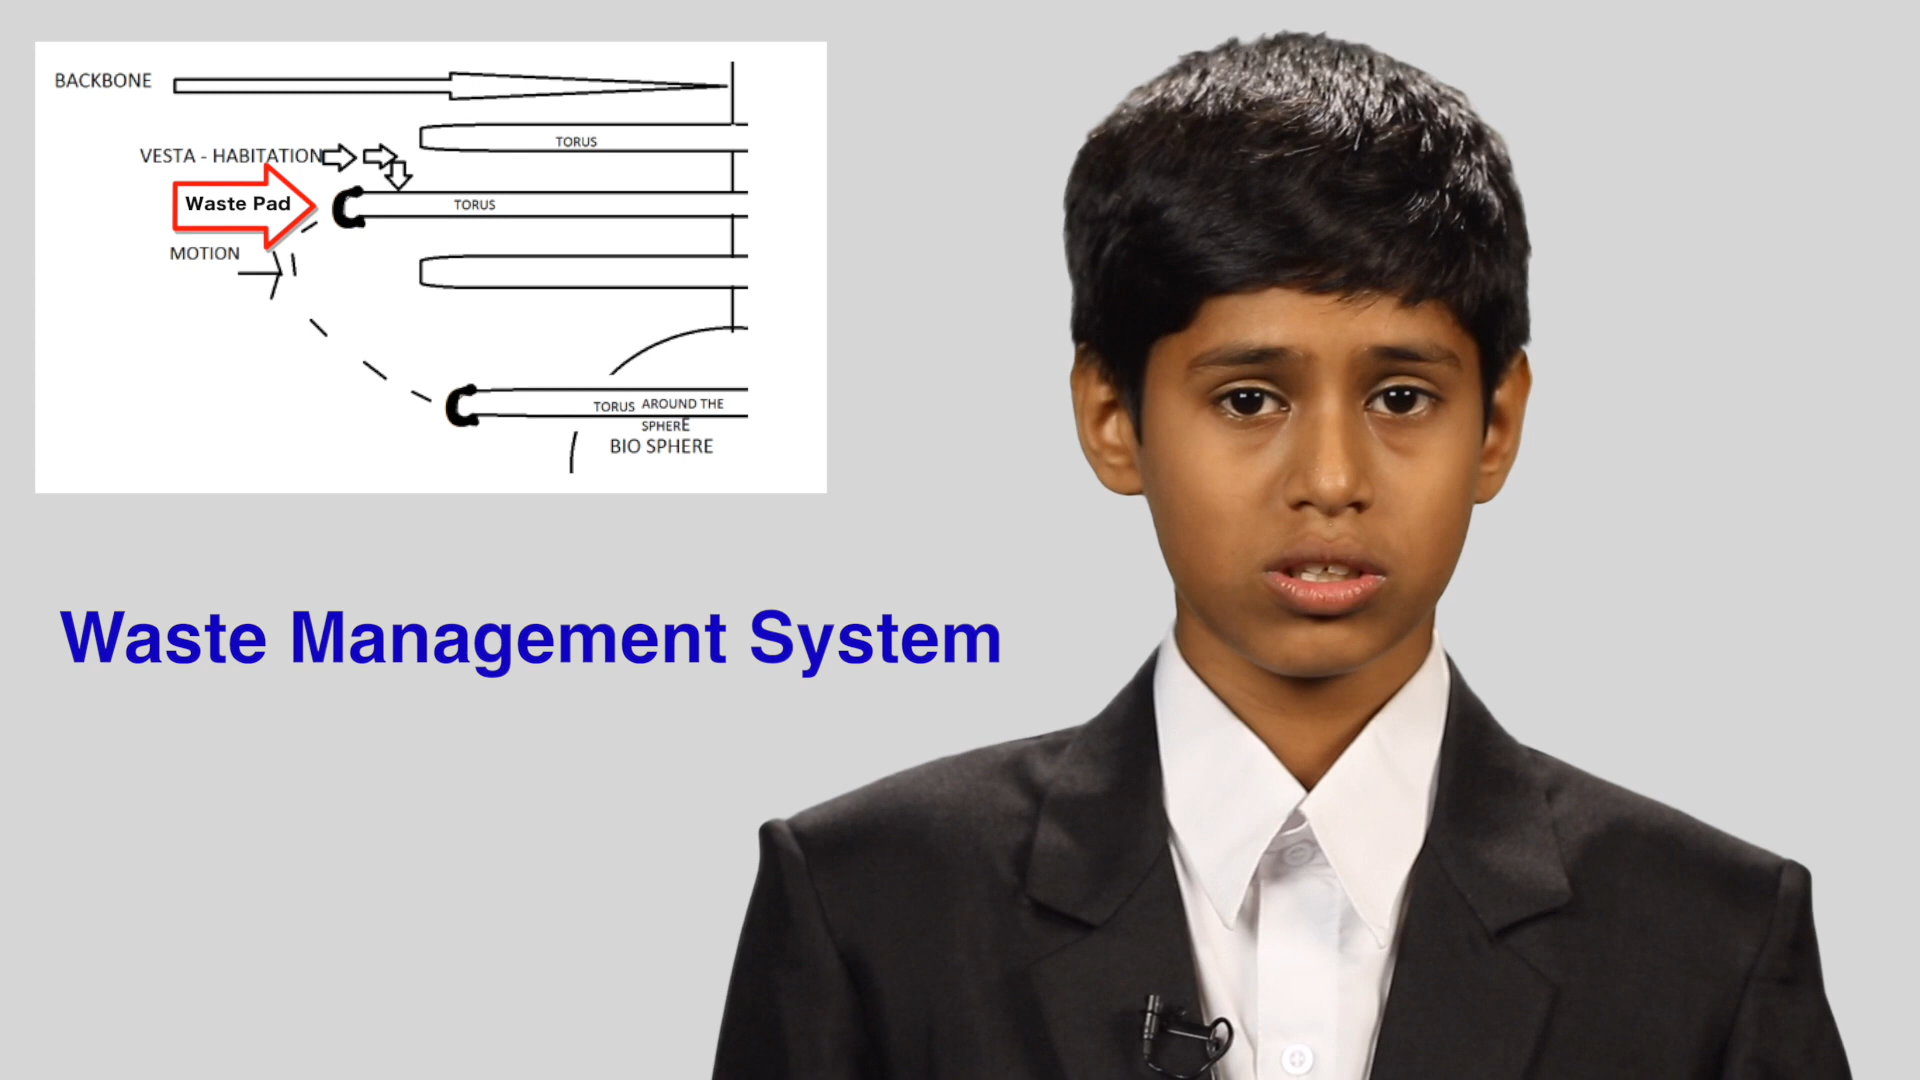 BACKBONE
TORUS
VESTA - HABITATION
Waste Pad
TORUS
MOTION
TORUS AROUND THE
SPHERE
BIO SPHERE
Waste Management System